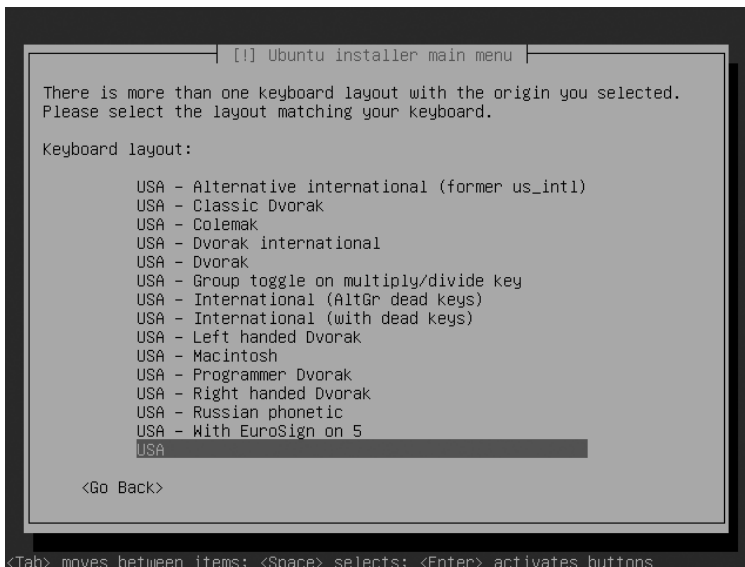 [!] Ubuntu installer main menu
There is more than one keyboard layout with the origin you selected.
Please select the layout matching your keyboard.
Keyboard layout:
USA - Alternative international (former us_intl)
USA - Classic Dvorak
USA - Colemak
USA - Dvorak international
USA - Dvorak
USA - Group toggle on multiply/divide key
USA - International (AltGr dead keys)
USA - International (with dead keys)
USA - Left handed Dvorak
USA - Macintosh
USA - Programmer Dvorak
USA - Right handed Dvorak
USA - Russian phonetic
USA - With EuroSign on 5
USA
<Go Back>
<Tab> moves between items; <Space> selects; <Enter> activates buttons